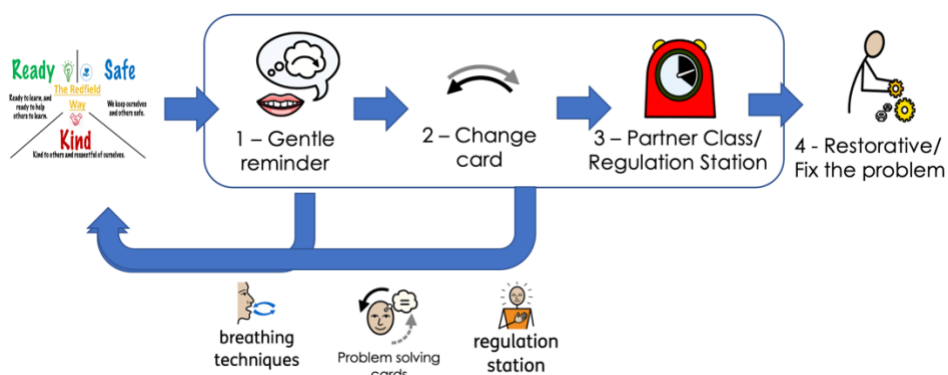 Ready
Safe
The Redfield
Way
Ready to learn, and
ready to help
others to learn.
We keep ourselves
and others safe.
Kind
Kind to others and respectful of ourselves.
1 – Gentle
reminder
2 – Change
card
3 – Partner Class/
Regulation Station
4 - Restorative/
Fix the problem
breathing
techniques
Problem solving
cards
regulation
station